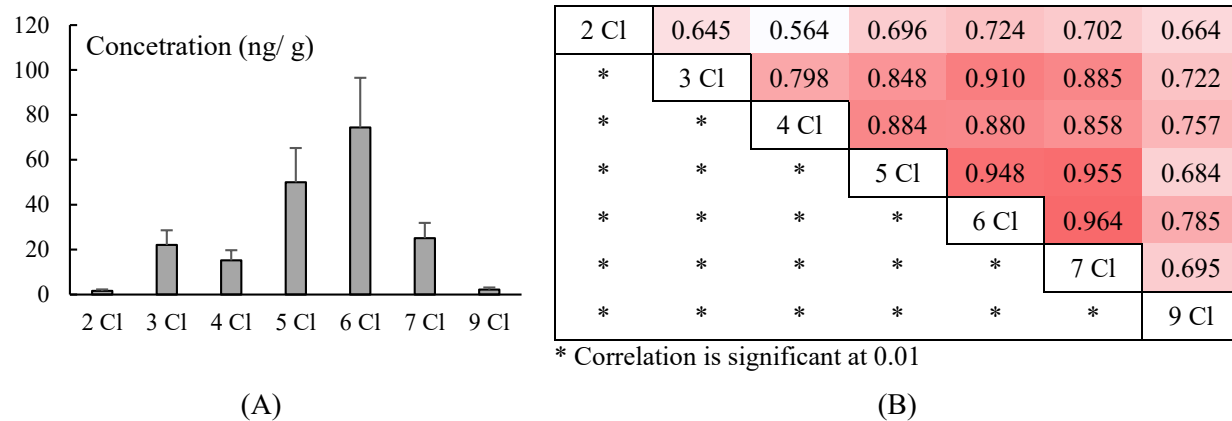 Concetration (ng/ g)
120
100
80
60
40
20
0
2 Cl 3 Cl 4 Cl 5 Cl 6 Cl 7 Cl 9 Cl
(A)
2 Cl 0.645 0.564 0.696 0.724 0.702 0.664
* 3 Cl 0.798 0.848 0.910 0.885 0.722
* * 4 Cl 0.884 0.880 0.858 0.757
* * * 5 Cl 0.948 0.955 0.684
* * * * 6 Cl 0.964 0.785
* * * * * 7 Cl 0.695
* * * * * * 9 Cl
* Correlation is significant at 0.01
(B)